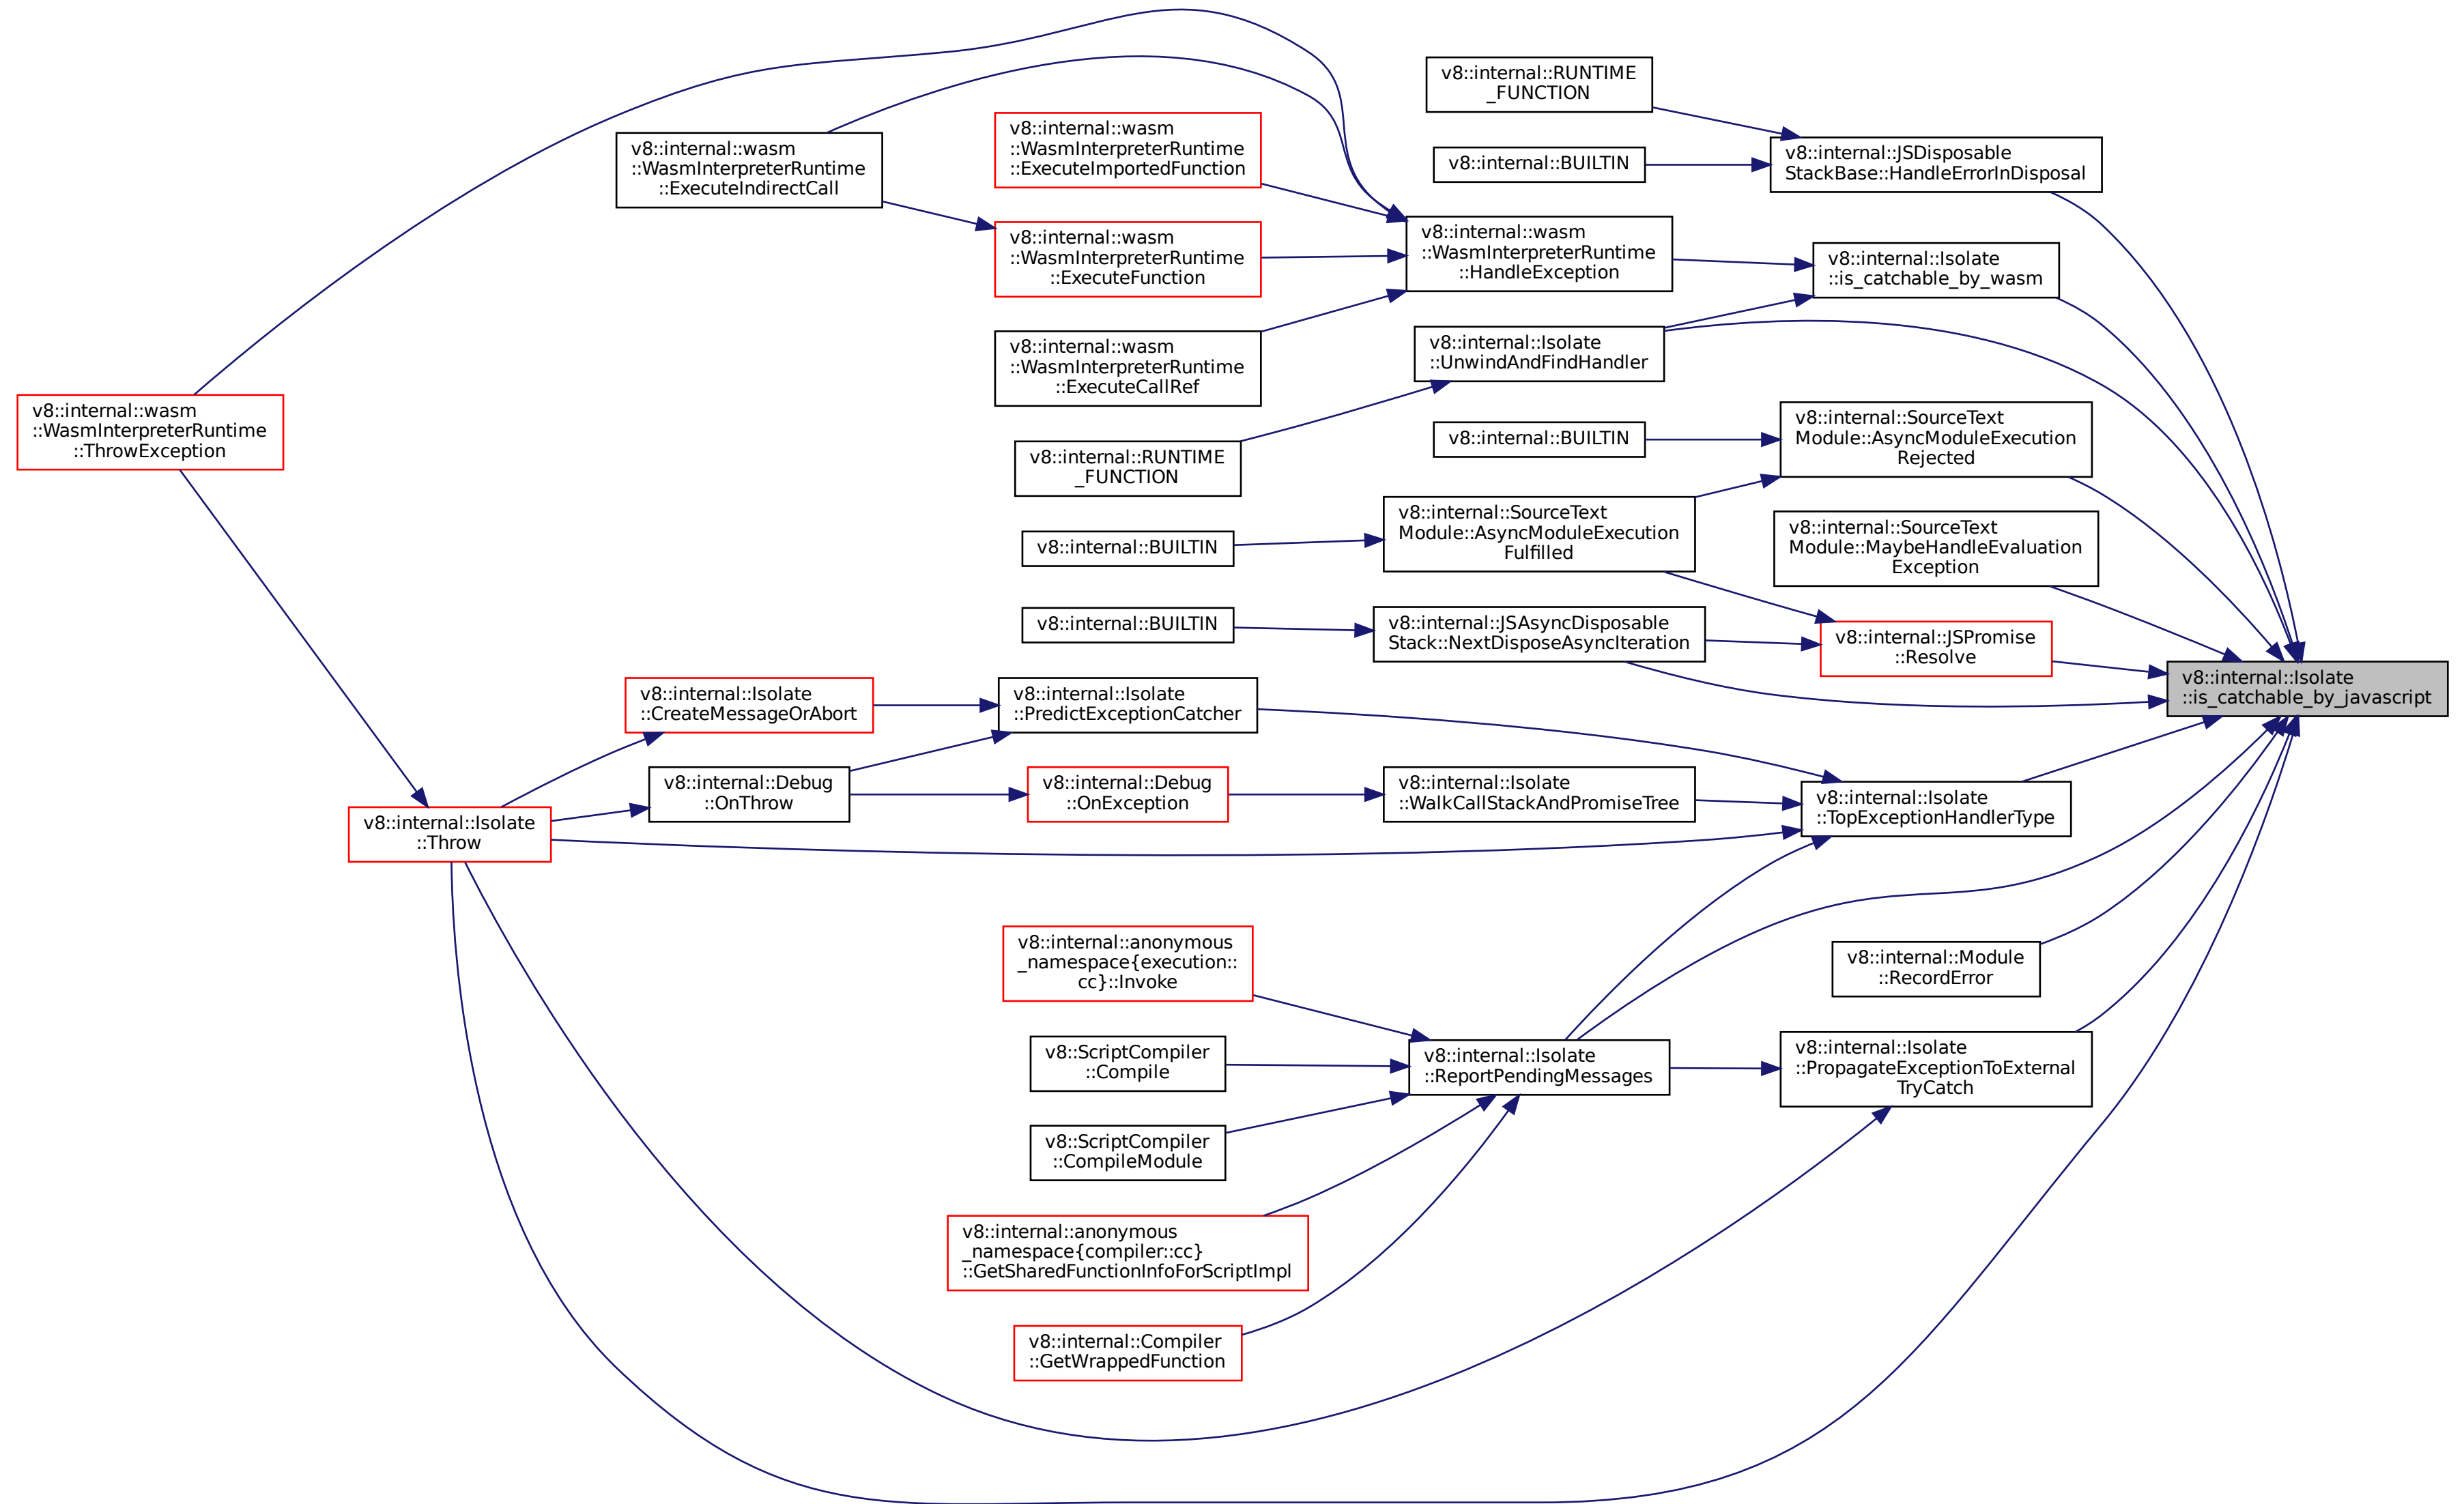 v8::internal::RUNTIME
_FUNCTION
v8::internal::wasm
::WasmInterpreterRuntime
::ExecuteImportedFunction
v8::internal::wasm
::WasmInterpreterRuntime
::ExecuteIndirectCall
v8::internal::BUILTIN
v8::internal::JSDisposable
StackBase::HandleErrorInDisposal
v8::internal::wasm
::WasmInterpreterRuntime
::ExecuteFunction
v8::internal::wasm
::WasmInterpreterRuntime
::HandleException
v8::internal::Isolate
::is_catchable_by_wasm
v8::internal::wasm
::WasmInterpreterRuntime
::ExecuteCallRef
v8::internal::Isolate
::UnwindAndFindHandler
v8::internal::wasm
::WasmInterpreterRuntime
::ThrowException
v8::internal::RUNTIME
_FUNCTION
v8::internal::BUILTIN
v8::internal::SourceText
Module::AsyncModuleExecution
Rejected
v8::internal::BUILTIN
v8::internal::SourceText
Module::AsyncModuleExecution
Fulfilled
v8::internal::SourceText
Module::MaybeHandleEvaluation
Exception
v8::internal::BUILTIN
v8::internal::JSAsyncDisposable
Stack::NextDisposeAsyncIteration
v8::internal::JSPromise
::Resolve
v8::internal::Isolate
::is_catchable_by_javascript
v8::internal::Isolate
::CreateMessageOrAbort
v8::internal::Isolate
::PredictExceptionCatcher
v8::internal::Debug
::OnThrow
v8::internal::Debug
::OnException
v8::internal::Isolate
::WalkCallStackAndPromiseTree
v8::internal::Isolate
::TopExceptionHandlerType
v8::internal::Isolate
::Throw
v8::internal::anonymous
_namespace{execution::
cc}::Invoke
v8::internal::Module
::RecordError
v8::ScriptCompiler
::Compile
v8::internal::Isolate
::ReportPendingMessages
v8::internal::Isolate
::PropagateExceptionToExternal
TryCatch
v8::ScriptCompiler
::CompileModule
v8::internal::anonymous
_namespace{compiler::cc}
::GetSharedFunctionInfoForScriptImpl
v8::internal::Compiler
::GetWrappedFunction